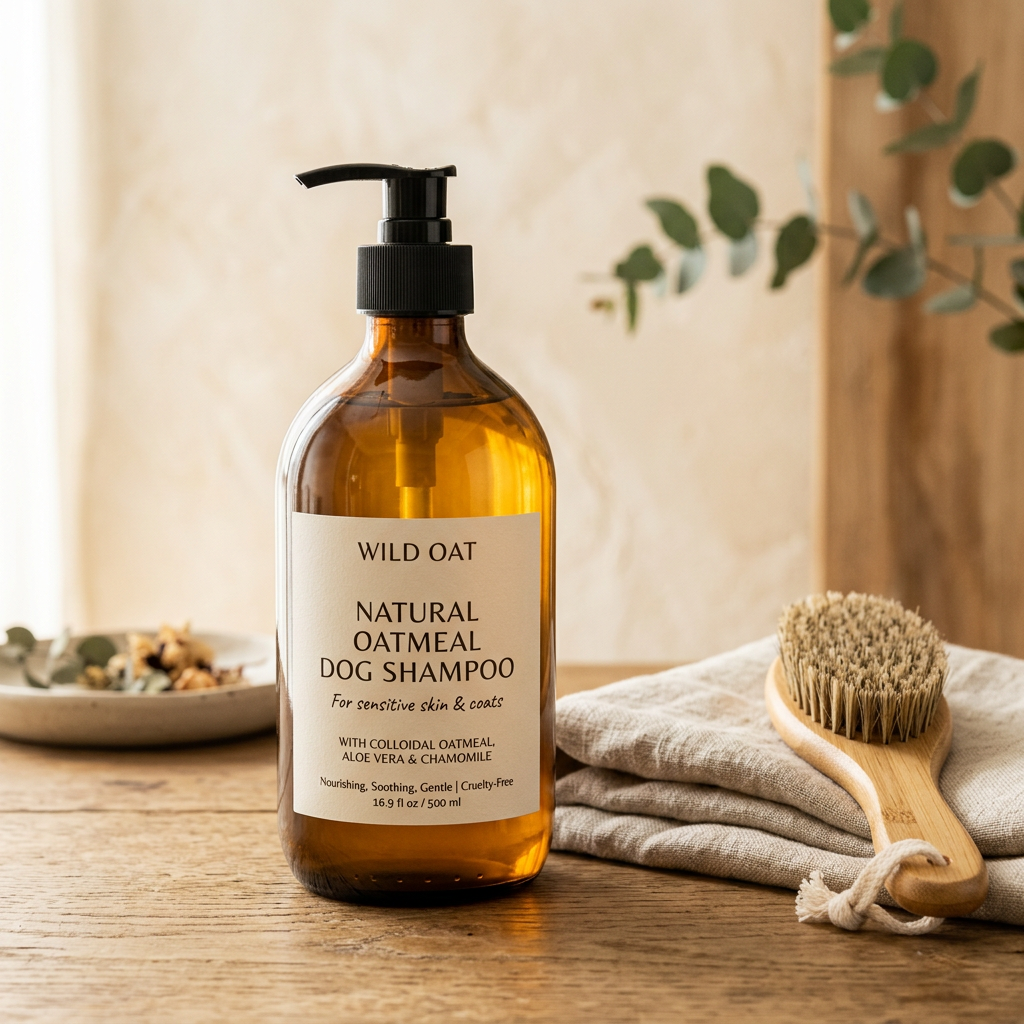 WILD OAT
NATURAL
OATMEAL
DOG SHAMPOO
For sensitive skin & coats
WITH COLLOIDAL OATMEAL,
ALOE VERA & CHAMOMILE
Nourishing, Soothing, Gentle | Cruelty-Free
16.9 fl oz / 500 ml